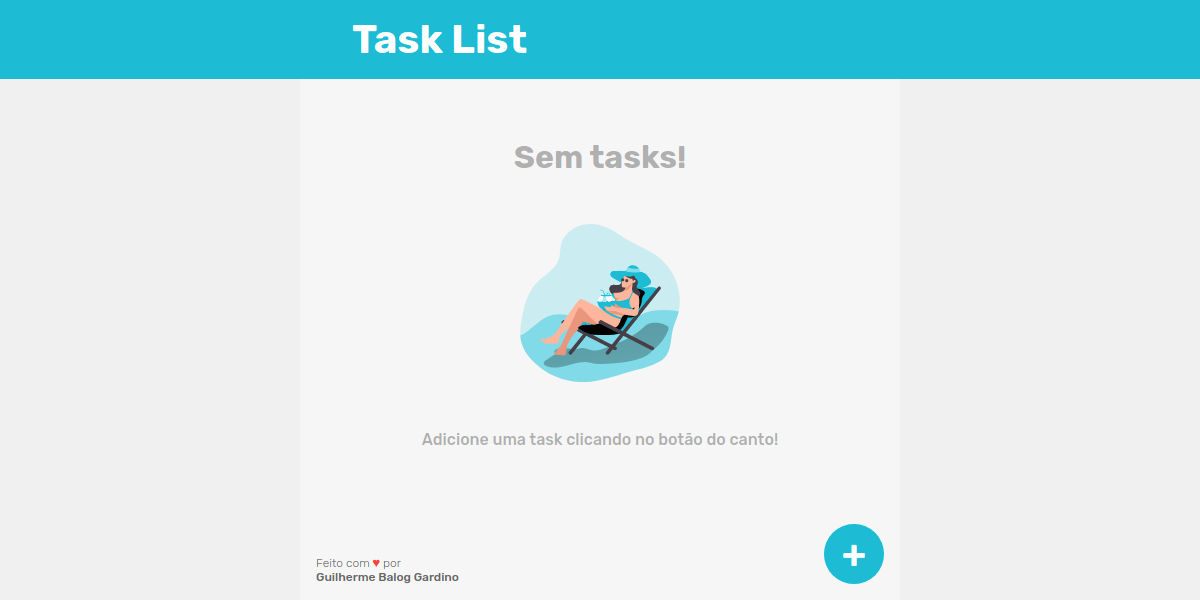 Task List
Sem tasks!
Adicione uma task clicando no botão do canto!
Feito com ♥ por
Guilherme Balog Gardino
+